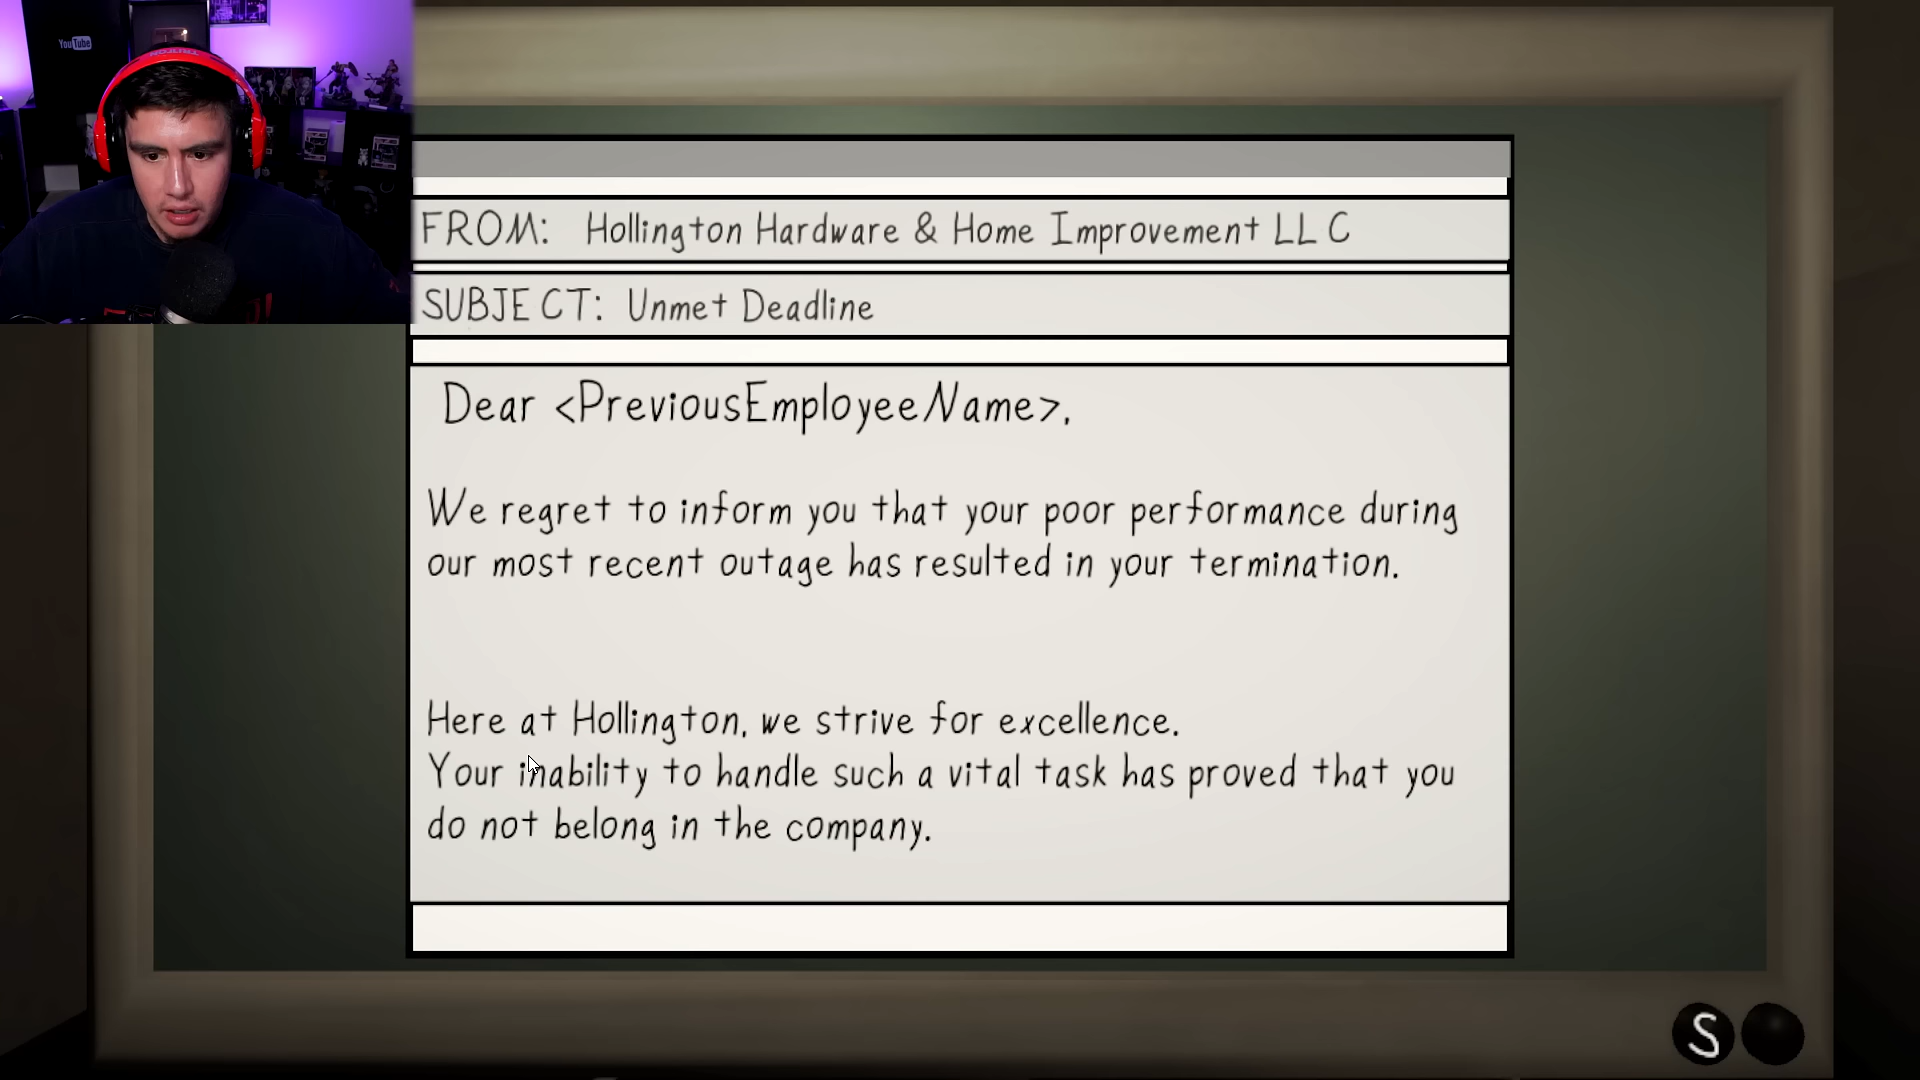 YouTube
FROM: Hollington Hardware & Home Improvement LLC
SUBJECT: Unmet Deadline
Dear <PreviousEmployeeName>,
We regret to inform you that your poor performance during
our most recent outage has resulted in your termination.
Here at Hollington, we strive for excellence.
Your inability to handle such a vital task has proved that you
do not belong in the company.
S